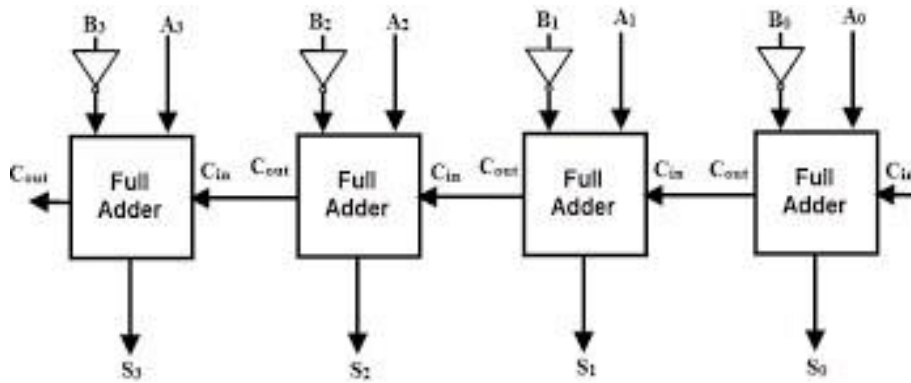 B₃ A₃ B₂ A₂ B₁ A₁ B₀ A₀
Cout Full Adder Cin Cout Full Adder Cin Cout Full Adder Cin Cout Full Adder Cin
S₃ S₂ S₁ S₀